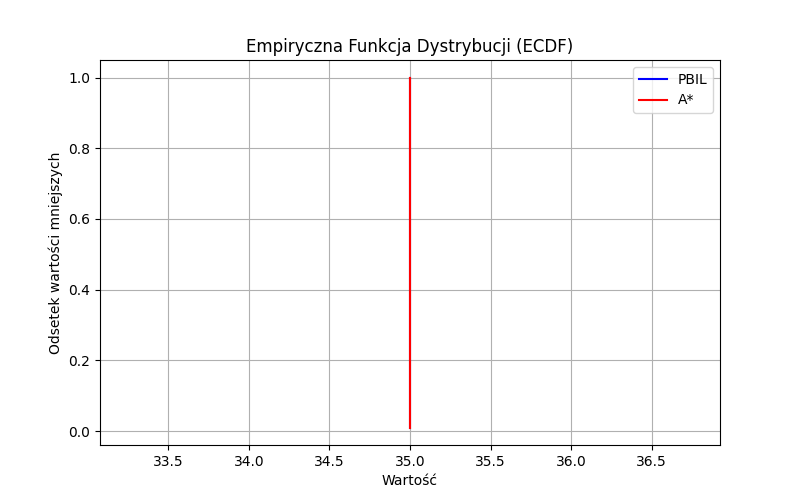 Empiryczna Funkcja Dystrybucji (ECDF)
PBIL
A*
1.0
0.8
0.6
0.4
0.2
0.0
Odsetek wartości mniejszych
33.5 34.0 34.5 35.0 35.5 36.0 36.5
Wartość